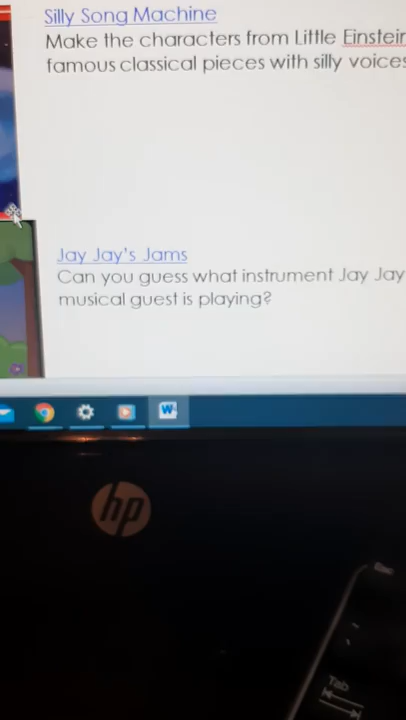 Silly Song Machine
Make the characters from Little Einstein
famous classical pieces with silly voices
Jay Jay's Jams
Can you guess what instrument Jay Jay
musical guest is playing?
W
hp
Tab